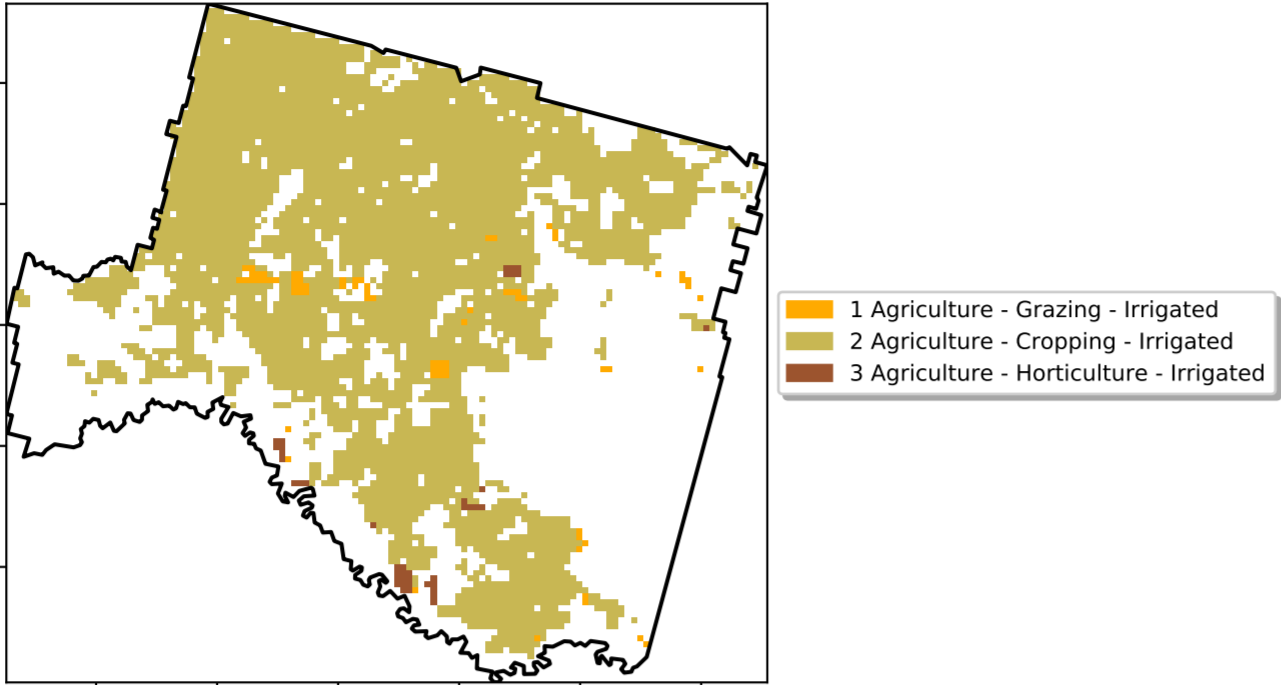 1 Agriculture - Grazing - Irrigated
2 Agriculture - Cropping - Irrigated
3 Agriculture - Horticulture - Irrigated